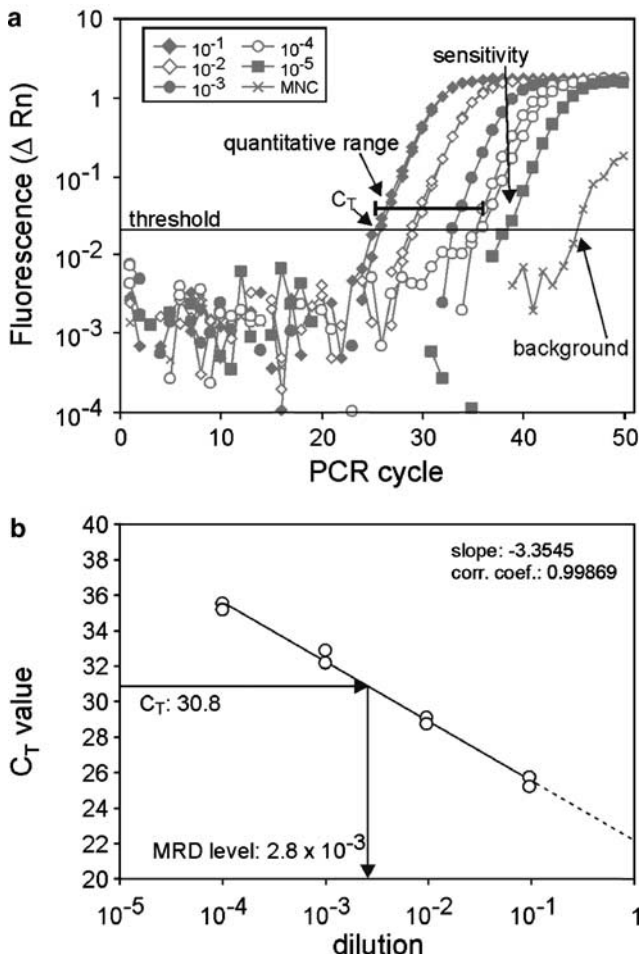 a
10⁻¹ 10⁻⁴
10⁻² 10⁻⁵
10⁻³ MNC
sensitivity
quantitative range
C_T
threshold
background
Fluorescence (Δ Rn)
10¹
1
10⁻¹
10⁻²
10⁻³
10⁻⁴
0 10 20 30 40 50
PCR cycle
b
slope: -3.3545
corr. coef.: 0.99869
C_T: 30.8
MRD level: 2.8 x 10⁻³
C_T value
40
38
36
34
32
30
28
26
24
22
20
10⁻⁵ 10⁻⁴ 10⁻³ 10⁻² 10⁻¹ 1
dilution